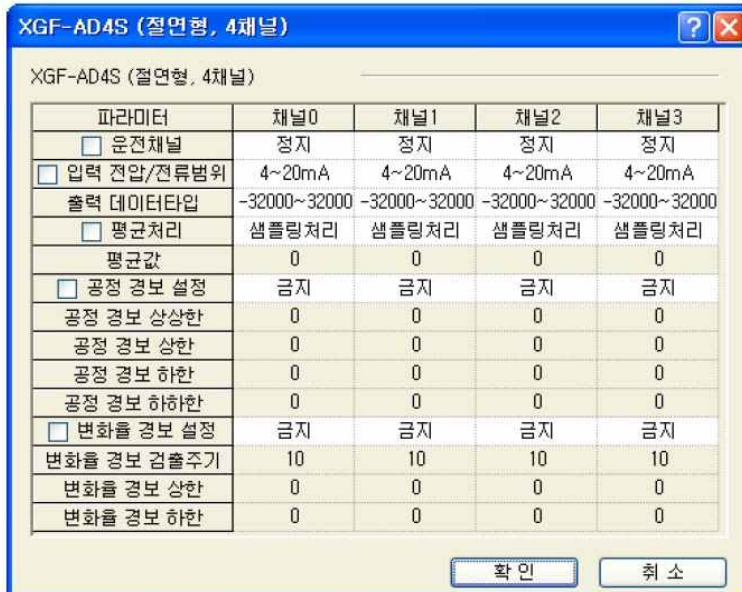 XGF-AD4S (절연형, 4채널)
XGF-AD4S (절연형, 4채널)
파라미터 채널0 채널1 채널2 채널3
운전채널 정지 정지 정지 정지
입력 전압/전류범위 4~20mA 4~20mA 4~20mA 4~20mA
출력 데이터타입 -32000~32000 -32000~32000 -32000~32000 -32000~32000
평균처리 샘플링처리 샘플링처리 샘플링처리 샘플링처리
평균값 0 0 0 0
공정 경보 설정 금지 금지 금지 금지
공정 경보 상상한 0 0 0 0
공정 경보 상한 0 0 0 0
공정 경보 하한 0 0 0 0
공정 경보 하하한 0 0 0 0
변화율 경보 설정 금지 금지 금지 금지
변화율 경보 검출주기 10 10 10 10
변화율 경보 상한 0 0 0 0
변화율 경보 하한 0 0 0 0
확 인 취 소